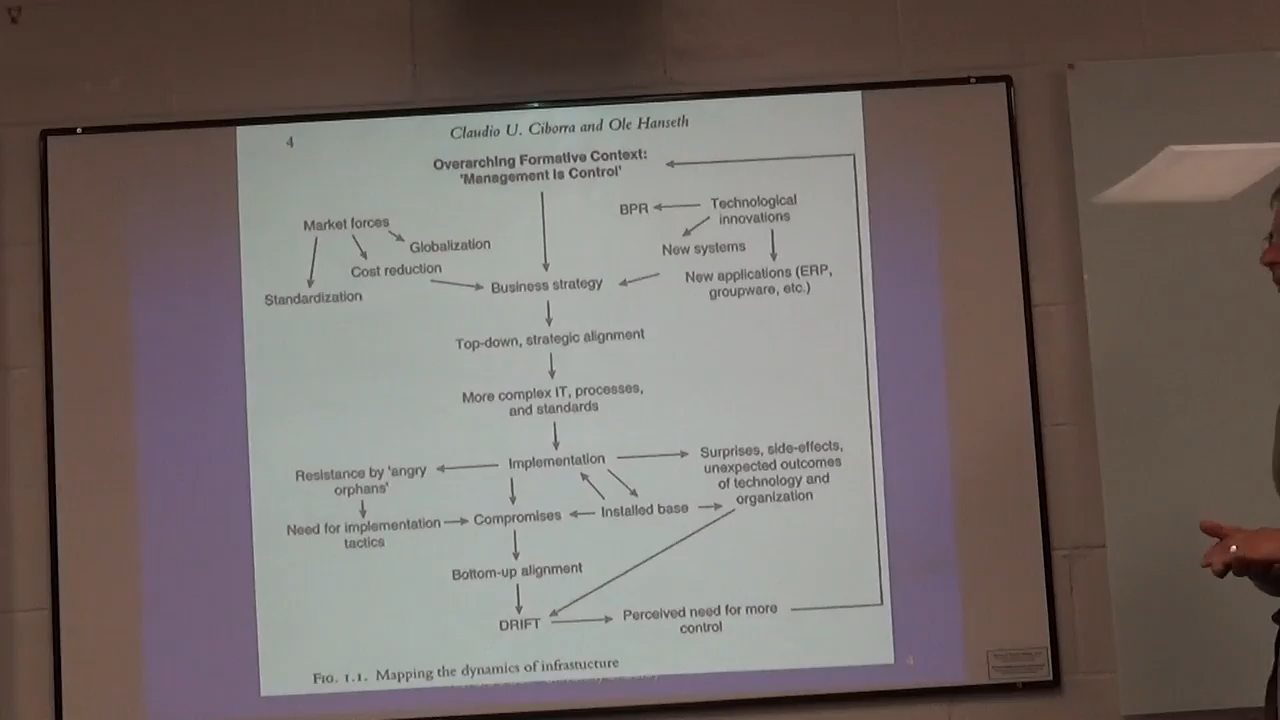 4
Claudio U. Ciborra and Ole Hanseth
Overarching Formative Context:
'Management Is Control'
Market forces
Globalization
Cost reduction
Standardization
BPR
Technological
innovations
New systems
New applications (ERP,
groupware, etc.)
Business strategy
Top-down, strategic alignment
More complex IT, processes,
and standards
Implementation
Resistance by 'angry
orphans'
Surprises, side-effects,
unexpected outcomes
of technology and
organization
Need for implementation
tactics
Compromises
Installed base
Bottom-up alignment
DRIFT
Perceived need for more
control
FIG. 1.1. Mapping the dynamics of infrastucture
4